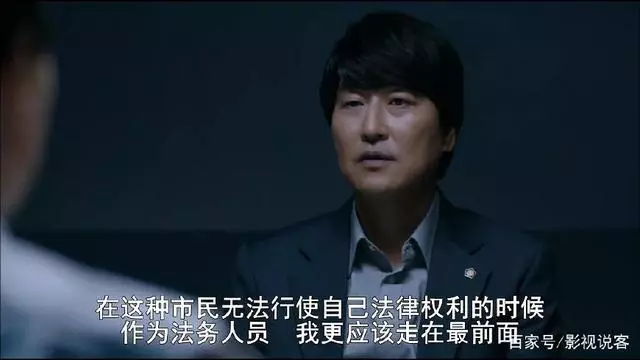 在这种市民无法行使自己法律权利的时候
作为法务人员 我更应该走在最前面
百家号/影视说客